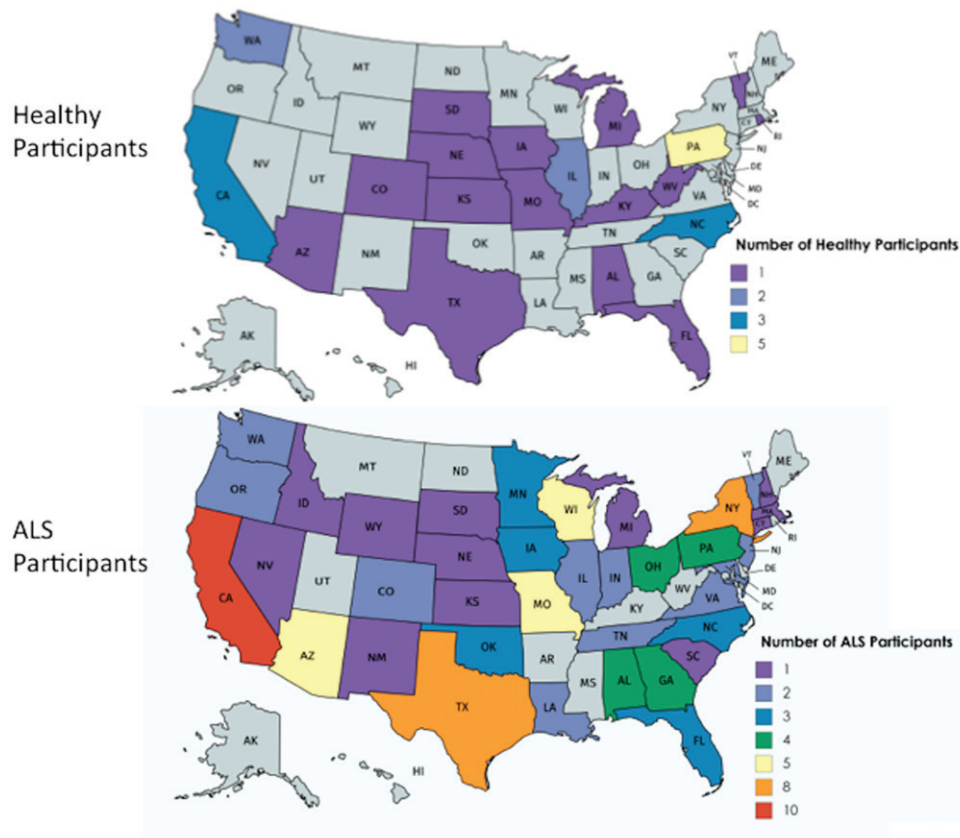 Healthy
Participants
WA
MT
ND
MN
OR
ID
WY
SD
WI
MI
VT
ME
NH
NY
MA
CY
RI
NJ
PA
DE
MD
DC
NV
UT
CO
NE
IA
IL
IN
OH
WV
VA
CA
KS
MO
KY
NC
AZ
NM
OK
AR
TN
SC
TX
LA
MS
AL
GA
FL
AK
HI
Number of Healthy Participants
1
2
3
5
ALS
Participants
WA
MT
ND
MN
OR
ID
WY
SD
WI
MI
VT
ME
NH
NY
MA
CY
RI
NJ
PA
DE
MD
DC
NV
UT
CO
NE
IA
IL
IN
OH
WV
VA
CA
KS
MO
KY
NC
AZ
NM
OK
AR
TN
SC
TX
LA
MS
AL
GA
FL
AK
HI
Number of ALS Participants
1
2
3
4
5
8
10